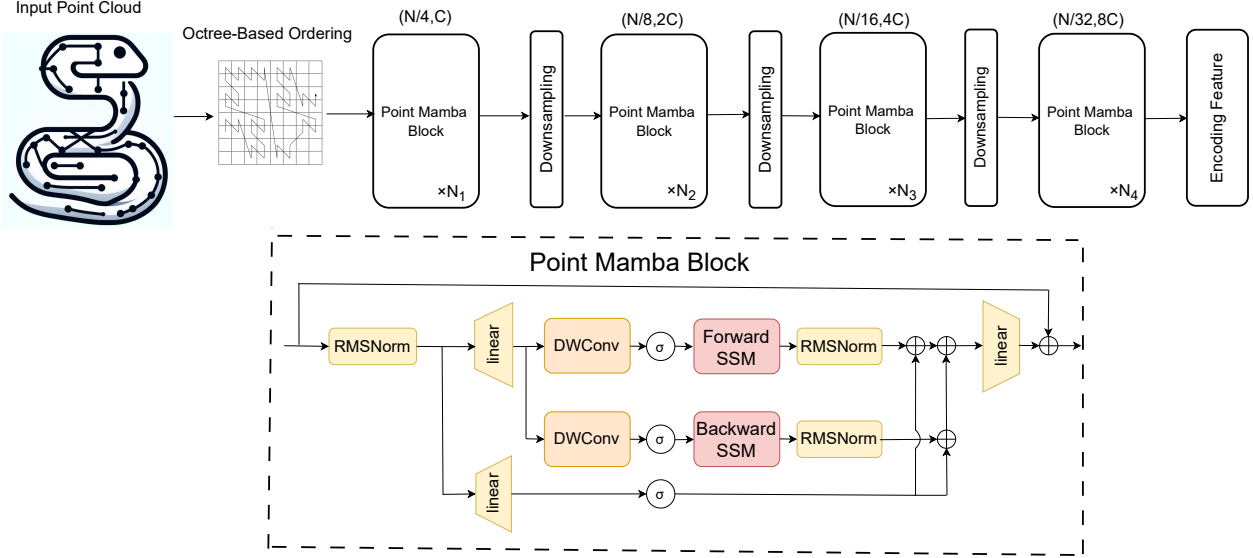 Input Point Cloud
Octree-Based Ordering
(N/4,C)
(N/8,2C)
(N/16,4C)
(N/32,8C)
Point Mamba
Block
×N1
Downsampling
Point Mamba
Block
×N2
Downsampling
Point Mamba
Block
×N3
Downsampling
Point Mamba
Block
×N4
Encoding Feature
Point Mamba Block
RMSNorm
linear
DWConv
σ
Forward
SSM
RMSNorm
linear
DWConv
σ
Backward
SSM
RMSNorm
linear
σ